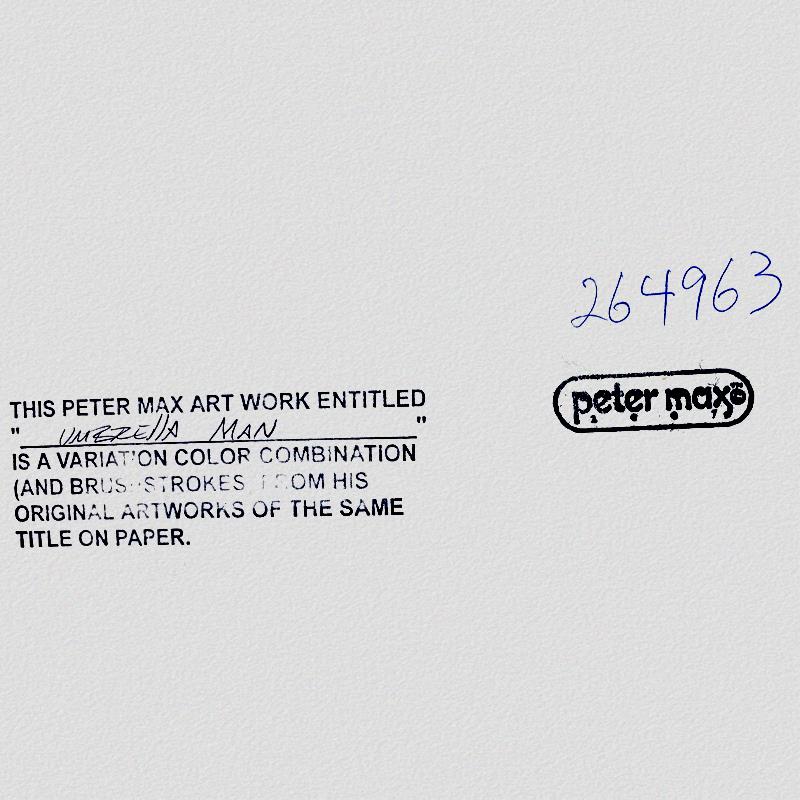 264963
peter max
THIS PETER MAX ART WORK ENTITLED
" UMBRELLA MAN "
IS A VARIATION COLOR COMBINATION
(AND BRUSHSTROKES FROM HIS
ORIGINAL ARTWORKS OF THE SAME
TITLE ON PAPER.